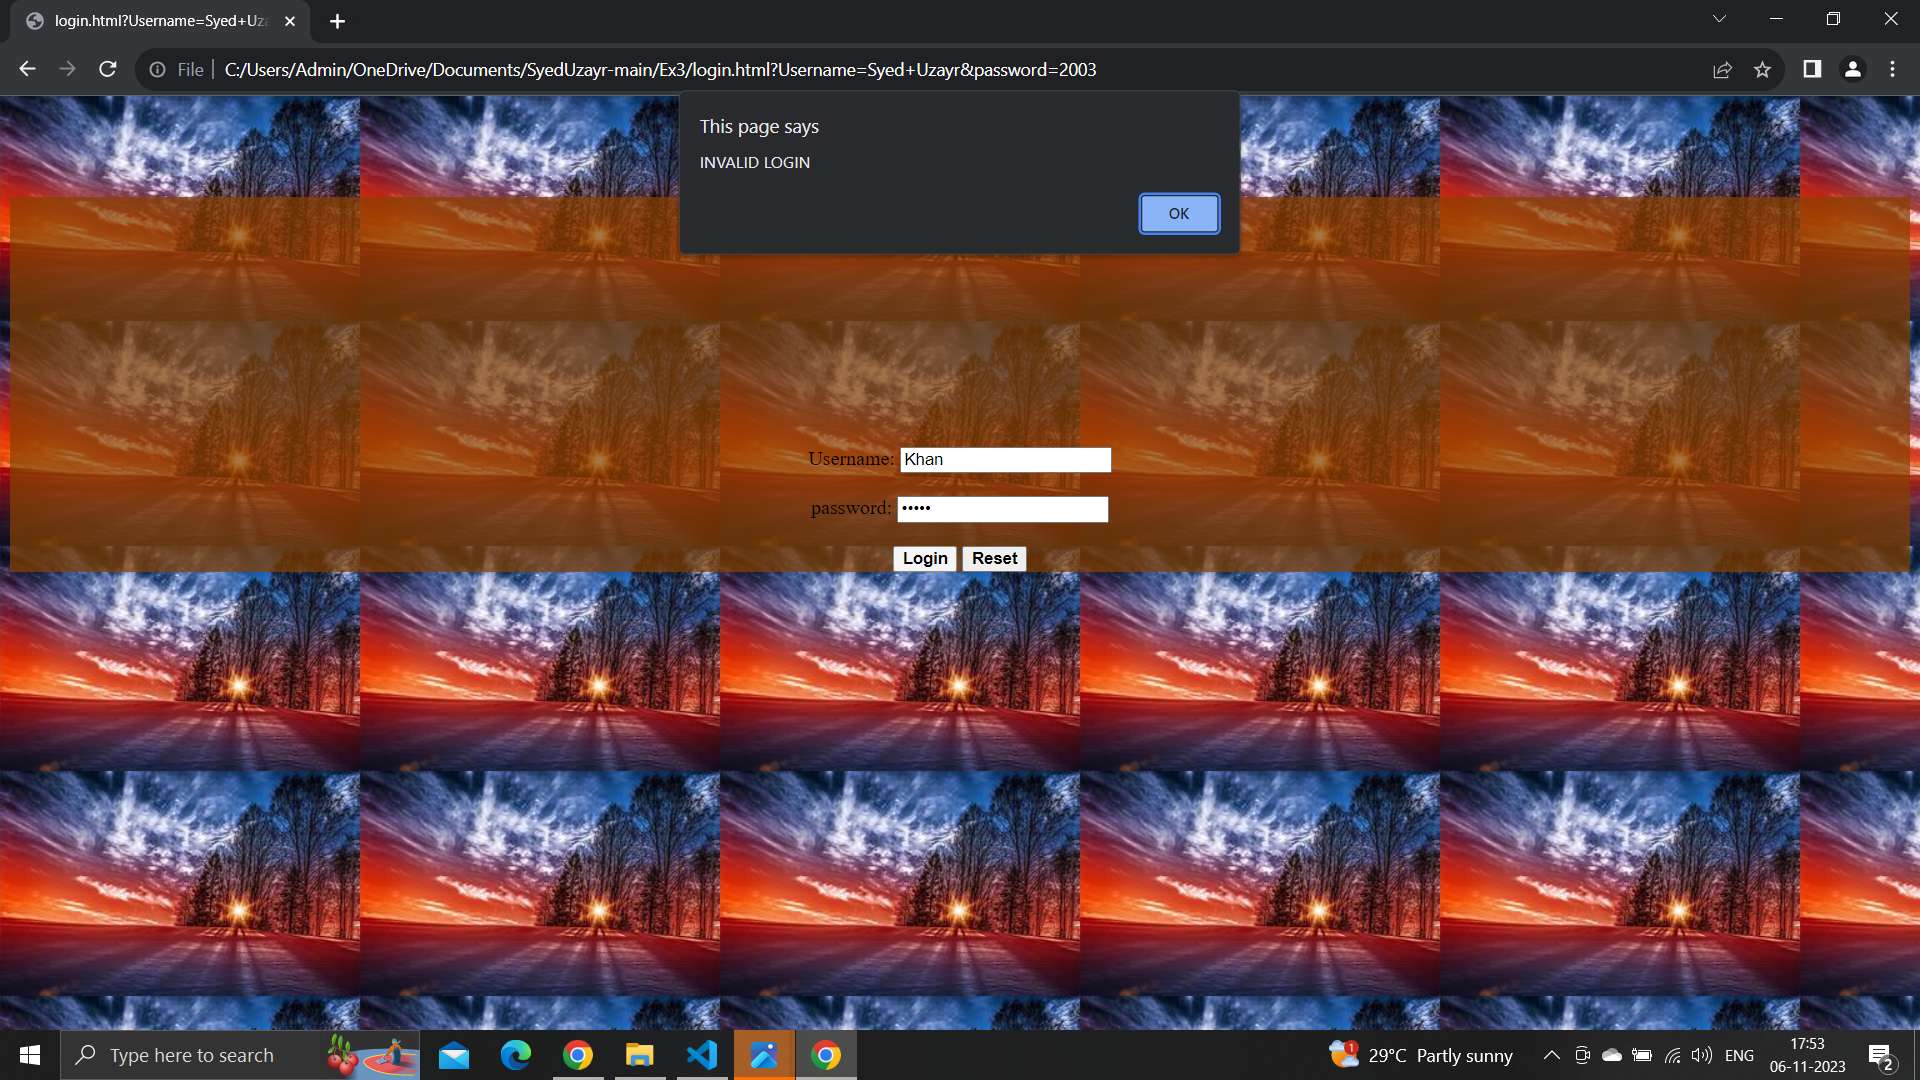 login.html?Username=Syed+Uza
File
C:/Users/Admin/OneDrive/Documents/SyedUzayr-main/Ex3/login.html?Username=Syed+Uzayr&password=2003
This page says
INVALID LOGIN
OK
Username: Khan
password: •••••
Login Reset
Type here to search
1
29°C Partly sunny
ENG
17:53
06-11-2023
2